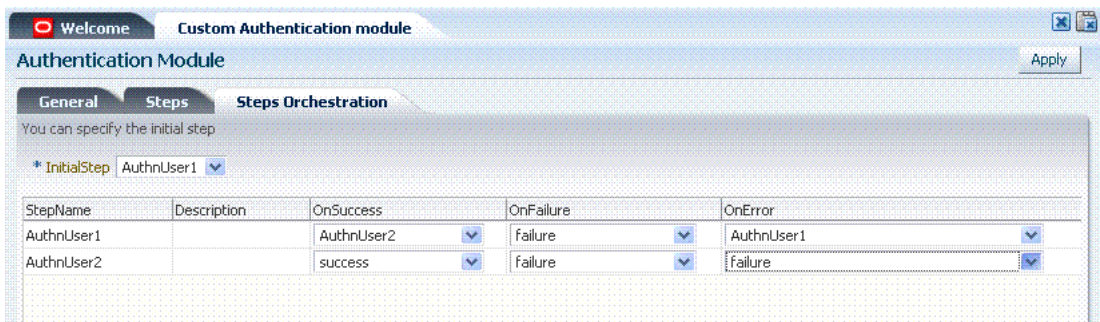 Welcome Custom Authentication module
Authentication Module Apply
General Steps Steps Orchestration
You can specify the initial step
* InitialStep AuthnUser1
StepName Description OnSuccess OnFailure OnError
AuthnUser1 AuthnUser2 failure AuthnUser1
AuthnUser2 success failure failure